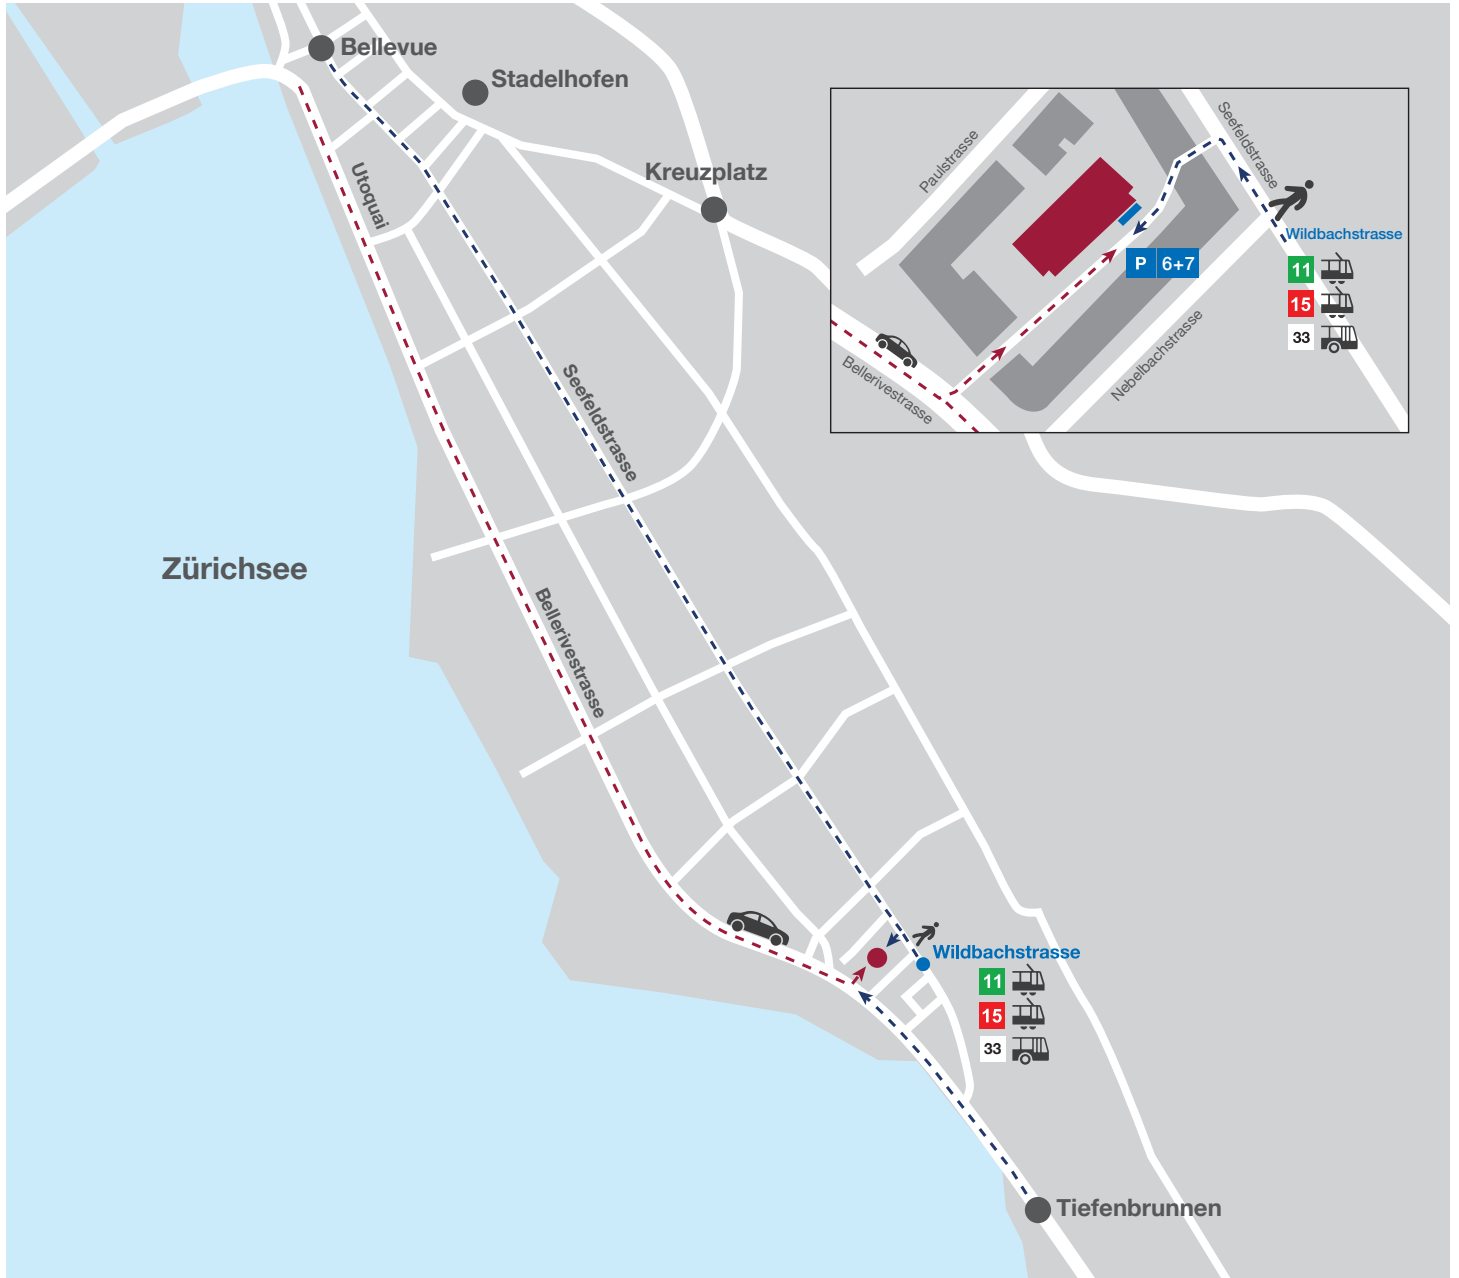 Bellevue
Stadelhofen
Kreuzplatz
Utoquai
Seefeldstrasse
Zürichsee
Bellerivestrasse
Wildbachstrasse
11
15
33
Tiefenbrunnen
Paulstrasse
Seefeldstrasse
Wildbachstrasse
P 6+7
11
15
33
Nebelbachstrasse
Bellerivestrasse